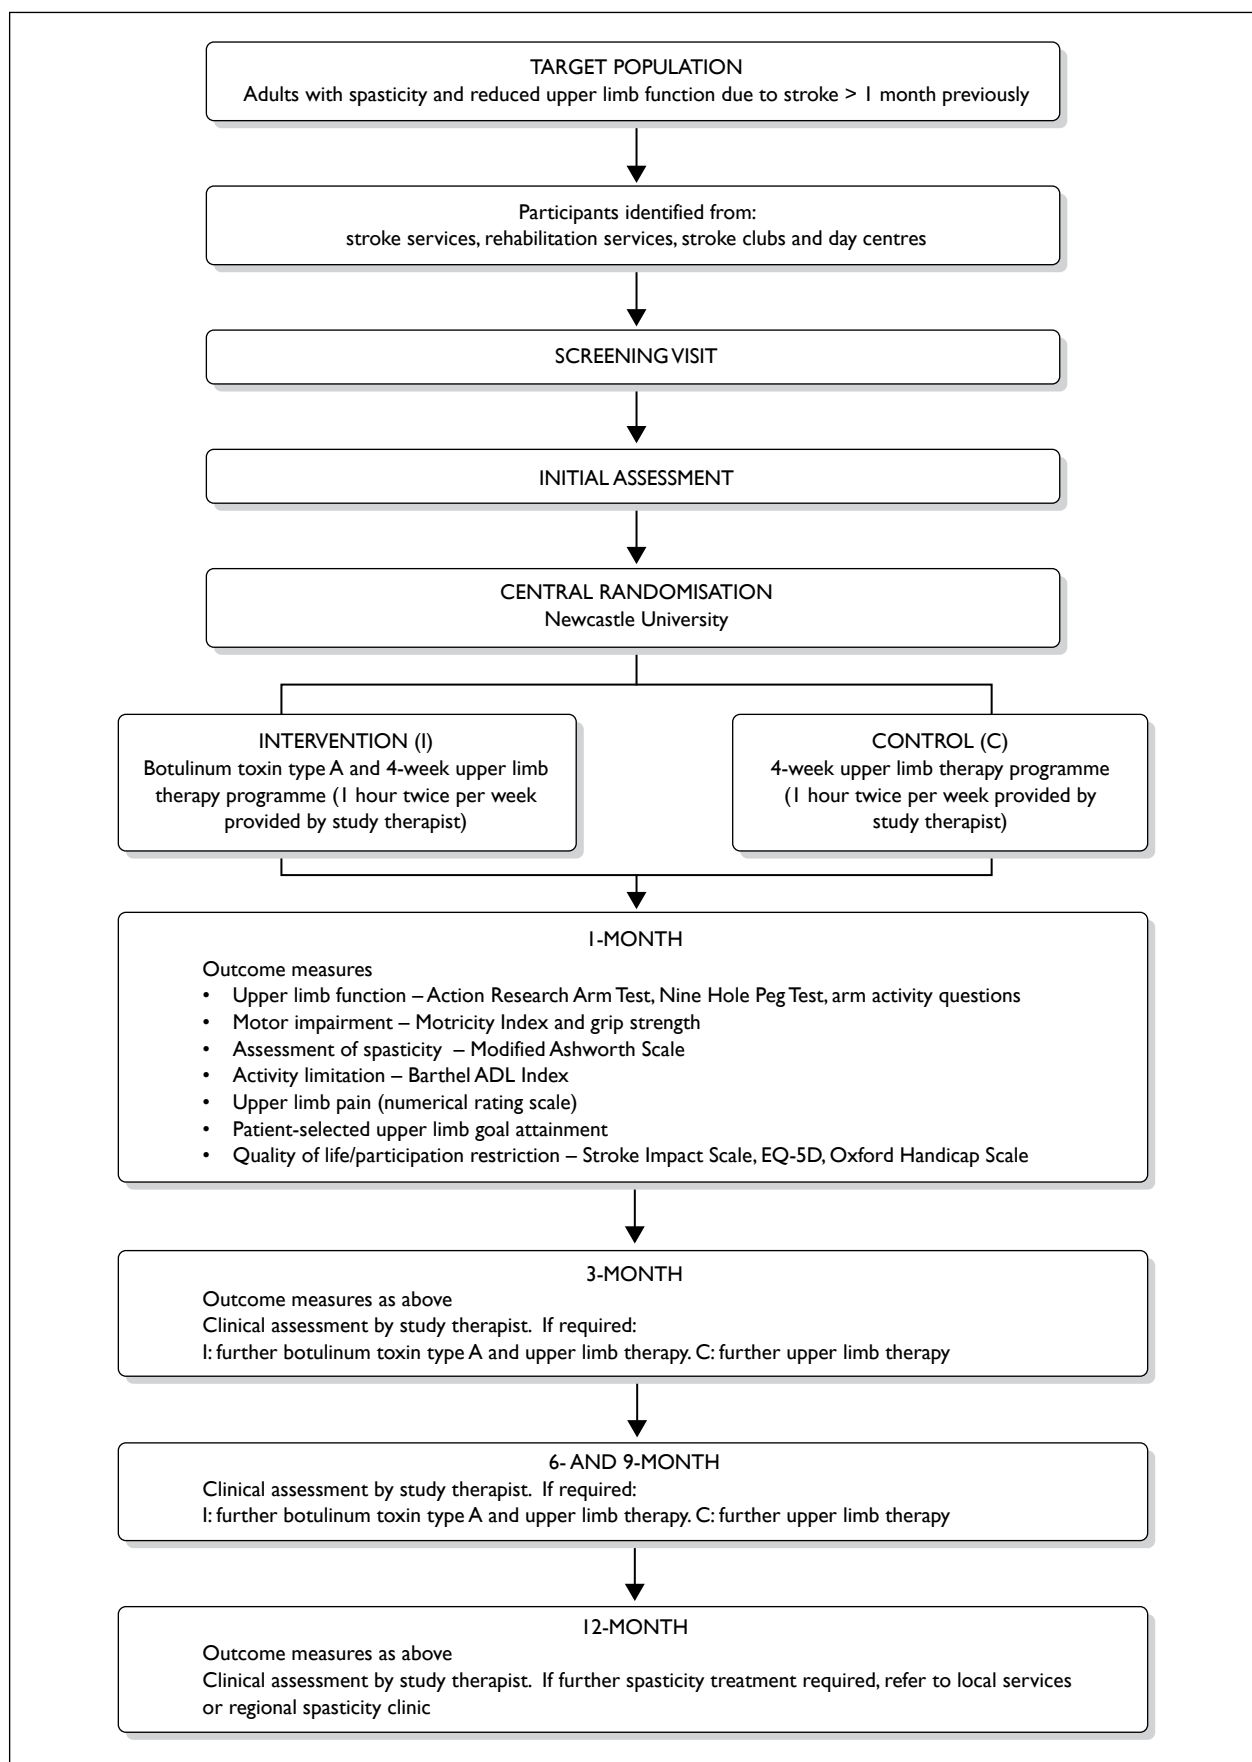 TARGET POPULATION
Adults with spasticity and reduced upper limb function due to stroke > 1 month previously
Participants identified from:
stroke services, rehabilitation services, stroke clubs and day centres
SCREENING VISIT
INITIAL ASSESSMENT
CENTRAL RANDOMISATION
Newcastle University
INTERVENTION (I)
Botulinum toxin type A and 4-week upper limb
therapy programme (1 hour twice per week
provided by study therapist)
CONTROL (C)
4-week upper limb therapy programme
(1 hour twice per week provided by
study therapist)
1-MONTH
Outcome measures
• Upper limb function – Action Research Arm Test, Nine Hole Peg Test, arm activity questions
• Motor impairment – Motricity Index and grip strength
• Assessment of spasticity – Modified Ashworth Scale
• Activity limitation – Barthel ADL Index
• Upper limb pain (numerical rating scale)
• Patient-selected upper limb goal attainment
• Quality of life/participation restriction – Stroke Impact Scale, EQ-5D, Oxford Handicap Scale
3-MONTH
Outcome measures as above
Clinical assessment by study therapist. If required:
I: further botulinum toxin type A and upper limb therapy. C: further upper limb therapy
6- AND 9-MONTH
Clinical assessment by study therapist. If required:
I: further botulinum toxin type A and upper limb therapy. C: further upper limb therapy
12-MONTH
Outcome measures as above
Clinical assessment by study therapist. If further spasticity treatment required, refer to local services
or regional spasticity clinic